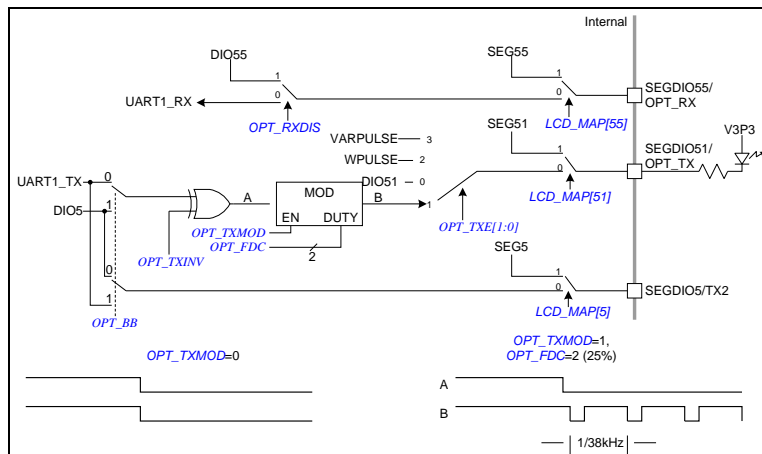 Internal
DIO55
SEG55
1
0
UART1_RX
OPT_RXDIS
1
0
LCD_MAP[55]
SEGDIO55/
OPT_RX
VARPULSE
3
WPULSE
2
DIO51
0
1
OPT_TXE[1:0]
SEG51
1
0
LCD_MAP[51]
SEGDIO51/
OPT_TX
V3P3
UART1_TX
0
DIO5
1
A
MOD
EN DUTY
B
OPT_TXMOD
OPT_FDC
2
OPT_TXINV
0
1
OPT_BB
SEG5
1
0
LCD_MAP[5]
SEGDIO5/TX2
OPT_TXMOD=0
OPT_TXMOD=1,
OPT_FDC=2 (25%)
A
B
1/38kHz